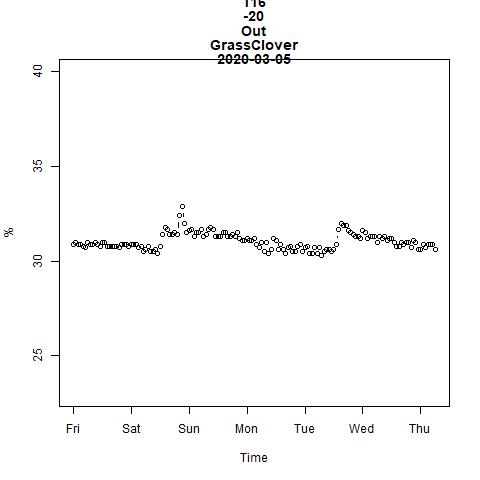 T16
-20
Out
GrassClover
2020-03-05
40
35
30
25
%
Fri Sat Sun Mon Tue Wed Thu
Time